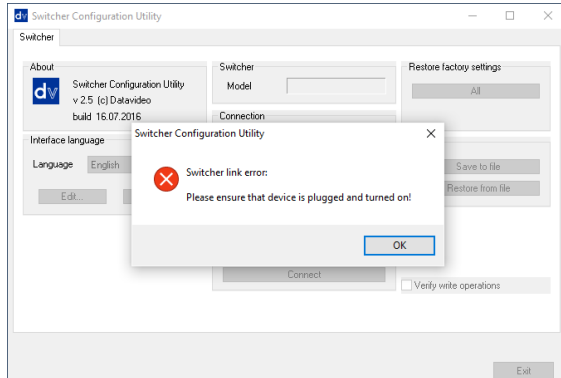 dv Switcher Configuration Utility
Switcher
About
dv
Switcher Configuration Utility
v 2.5 (c) Datavideo
build 16.07.2016
Switcher
Model
Restore factory settings
All
Connection
Interface language
Language English
Edit...
Switcher Configuration Utility
Switcher link error:
Please ensure that device is plugged and turned on!
OK
Save to file
Restore from file
Connect
Verify write operations
Exit